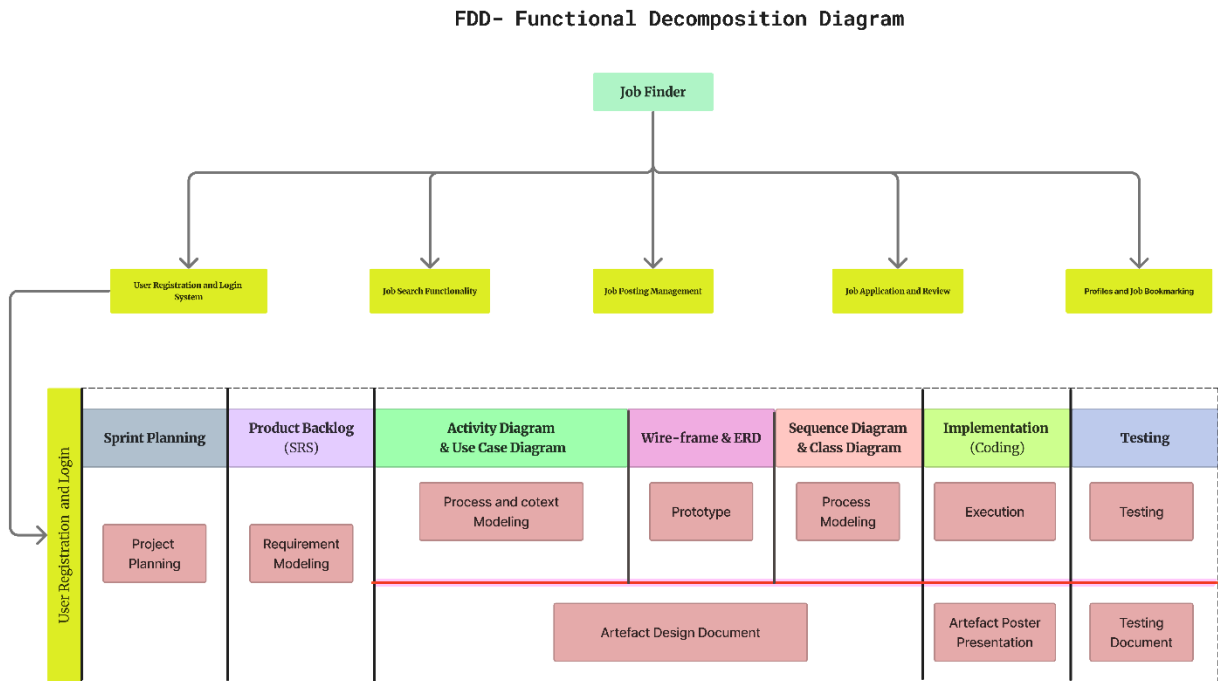 FDD- Functional Decomposition Diagram
Job Finder
User Registration and Login
System
Job Search Functionality
Job Posting Management
Job Application and Review
Profiles and Job Bookmarking
User Registration and Login
Sprint Planning
Product Backlog
(SRS)
Activity Diagram
& Use Case Diagram
Wire-frame & ERD
Sequence Diagram
& Class Diagram
Implementation
(Coding)
Testing
Project
Planning
Requirement
Modeling
Process and cotext
Modeling
Prototype
Process
Modeling
Execution
Testing
Artefact Design Document
Artefact Poster
Presentation
Testing
Document